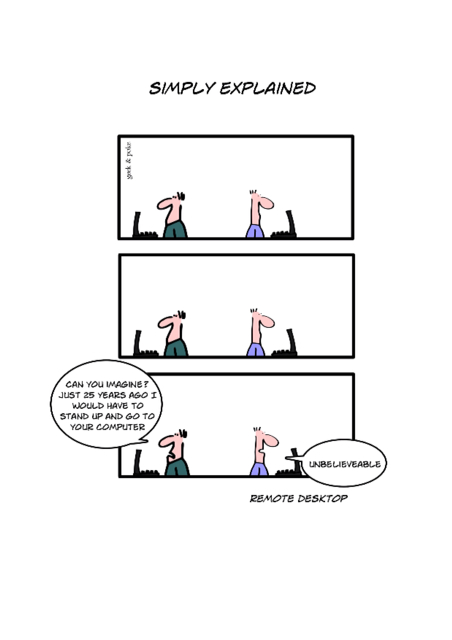 SIMPLY EXPLAINED
geek & poke
CAN YOU IMAGINE?
JUST 25 YEARS AGO I
WOULD HAVE TO
STAND UP AND GO TO
YOUR COMPUTER
UNBELIEVEABLE
REMOTE DESKTOP